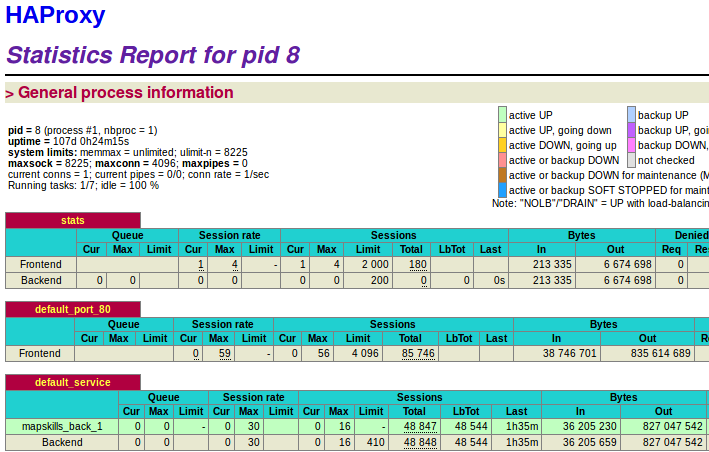 HAProxy
Statistics Report for pid 8
> General process information
pid = 8 (process #1, nbproc = 1)
uptime = 107d 0h24m15s
system limits: memmax = unlimited; ulimit-n = 8225
maxsock = 8225; maxconn = 4096; maxpipes = 0
current conns = 1; current pipes = 0/0; conn rate = 1/sec
Running tasks: 1/7; idle = 100 %
active UP backup UP
active UP, going down backup UP, goi
active DOWN, going up backup DOWN,
active or backup DOWN not checked
active or backup DOWN for maintenance (M
active or backup SOFT STOPPED for maint
Note: "NOLB"/"DRAIN" = UP with load-balancin
stats
Queue Session rate Sessions Bytes Denied
Cur Max Limit Cur Max Limit Cur Max Limit Total LbTot Last In Out Req Re
Frontend 1 4 - 1 4 2 000 180 213 335 6 674 698 0
Backend 0 0 0 0 0 0 200 0 0 0s 213 335 6 674 698 0
default_port_80
Queue Session rate Sessions Bytes
Cur Max Limit Cur Max Limit Cur Max Limit Total LbTot Last In Out R
Frontend 0 59 - 0 56 4 096 85 746 38 746 701 835 614 689
default_service
Queue Session rate Sessions Bytes
Cur Max Limit Cur Max Limit Cur Max Limit Total LbTot Last In Out
mapskills_back_1 0 0 - 0 30 0 16 - 48 847 48 544 1h35m 36 205 230 827 047 542
Backend 0 0 0 30 0 16 410 48 848 48 544 1h35m 36 205 659 827 047 542